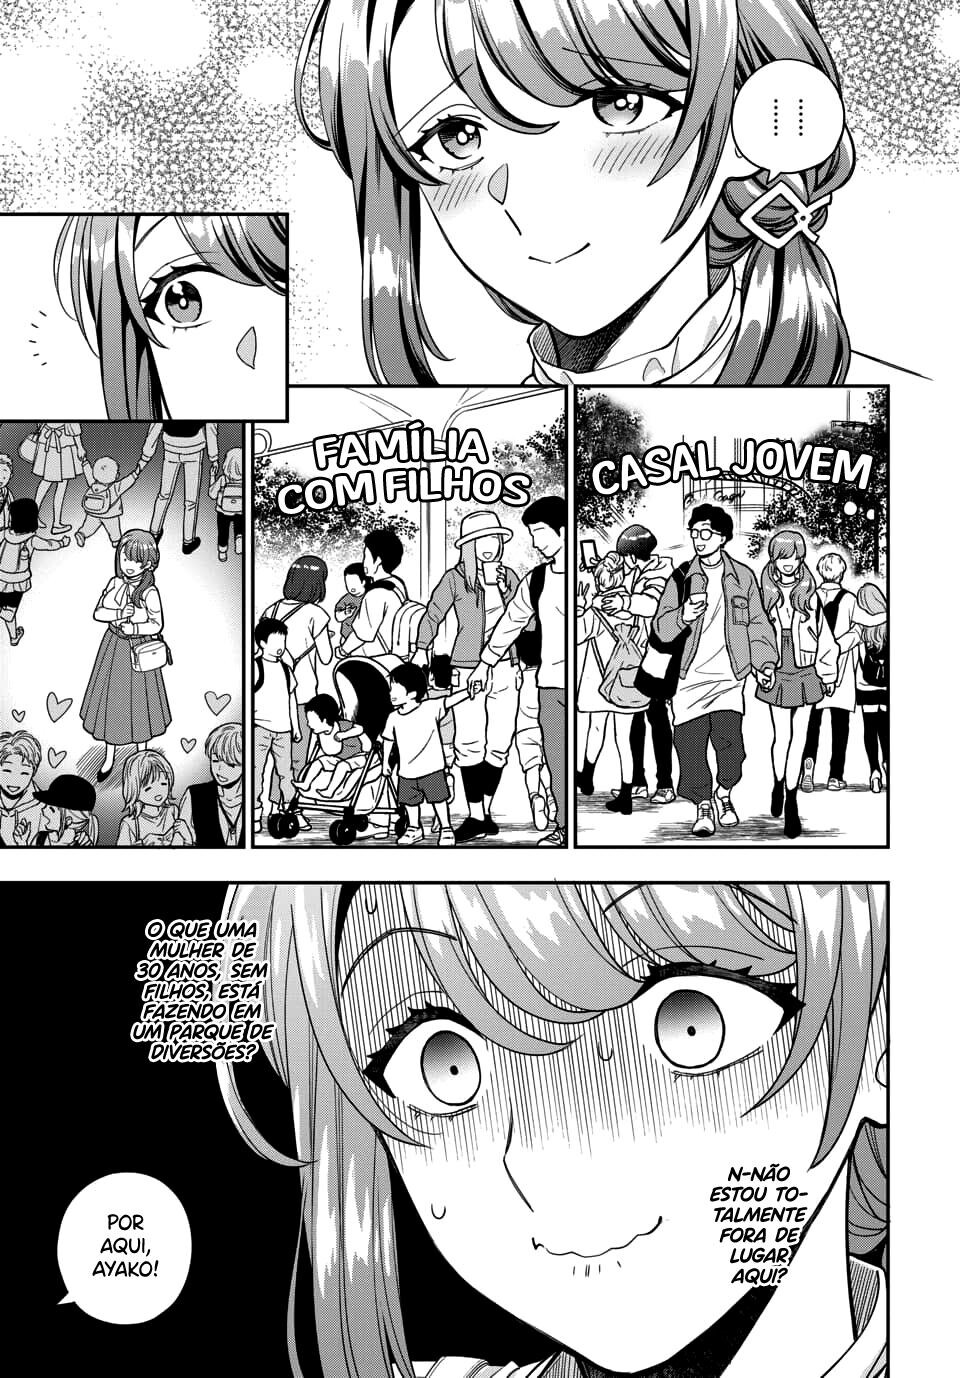 ⋮ ⋮
CASAL JOVEM
FAMÍLIA
COM FILHOS
N-NÃO
ESTOU TO-
TALMENTE
FORA DE
LUGAR
AQUI?
O QUE UMA
MULHER DE
30 ANOS, SEM
FILHOS, ESTÁ
FAZENDO EM
UM PARQUE DE
DIVERSÕES?
POR
AQUI,
AYAKO!